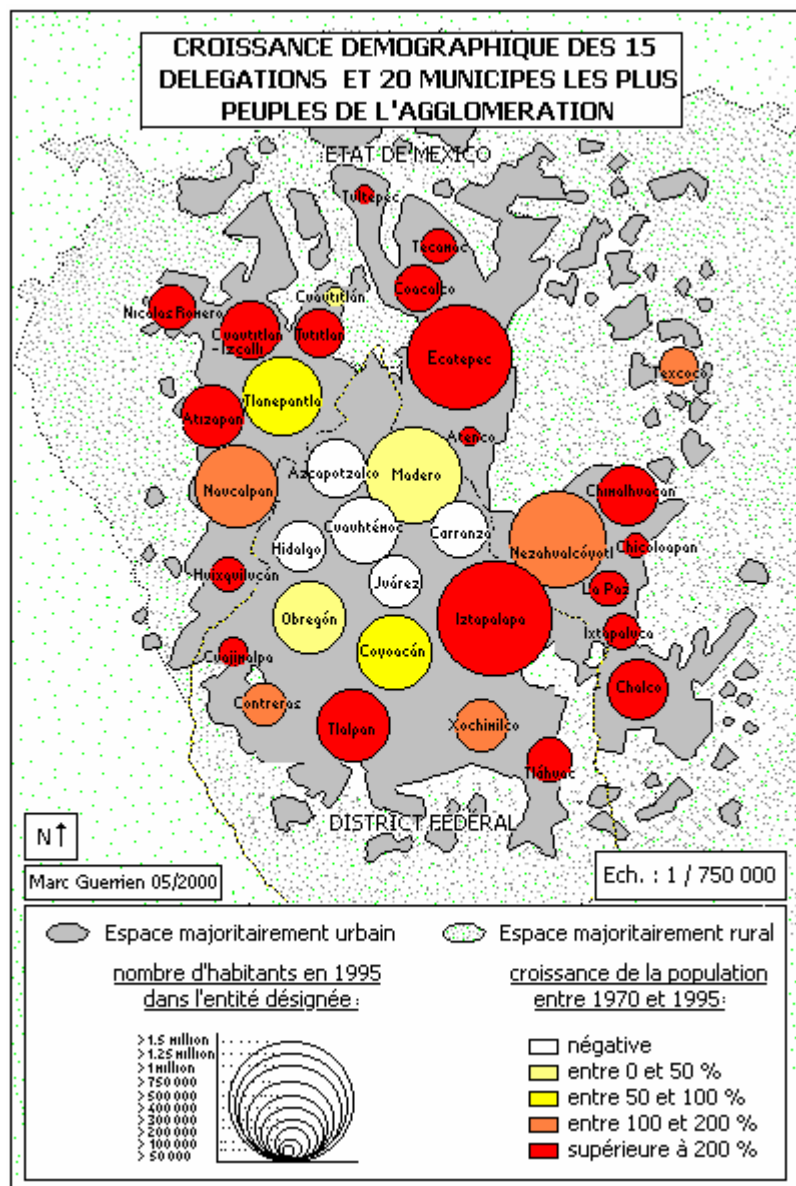 CROISSANCE DEMOGRAPHIQUE DES 15
DELEGATIONS ET 20 MUNICIPES LES PLUS
PEUPLES DE L'AGGLOMERATION
ETAT DE MEXICO
Tultepec
Tecamac
Coacalco
Cuautitlán
Nicolas Romero
Cuautitlan
-Izcalli
Tutitlan
Ecatepec
Texcoco
Tlanepantla
Atizapan
Atenco
Azcapotzalco
Madero
Naucalpan
Chimalhuacan
Cuauhtémoc
Carranza
Hidalgo
Nezahualcóyotl
Chicoloapan
Huixquilucán
Juárez
La Paz
Obregón
Iztapalapa
Ixtapaluca
Coyoacán
Cuajimalpa
Chalco
Contreras
Tlalpan
Xochimilco
Tláhuac
DISTRICT FEDERAL
N↑
Marc Guerrien 05/2000
Ech. : 1 / 750 000
Espace majoritairement urbain
Espace majoritairement rural
nombre d'habitants en 1995
dans l'entité désignée :
> 1.5 million
> 1.25 million
> 1 million
> 750 000
> 500 000
> 400 000
> 300 000
> 200 000
> 100 000
> 50 000
croissance de la population
entre 1970 et 1995:
négative
entre 0 et 50 %
entre 50 et 100 %
entre 100 et 200 %
supérieure à 200 %